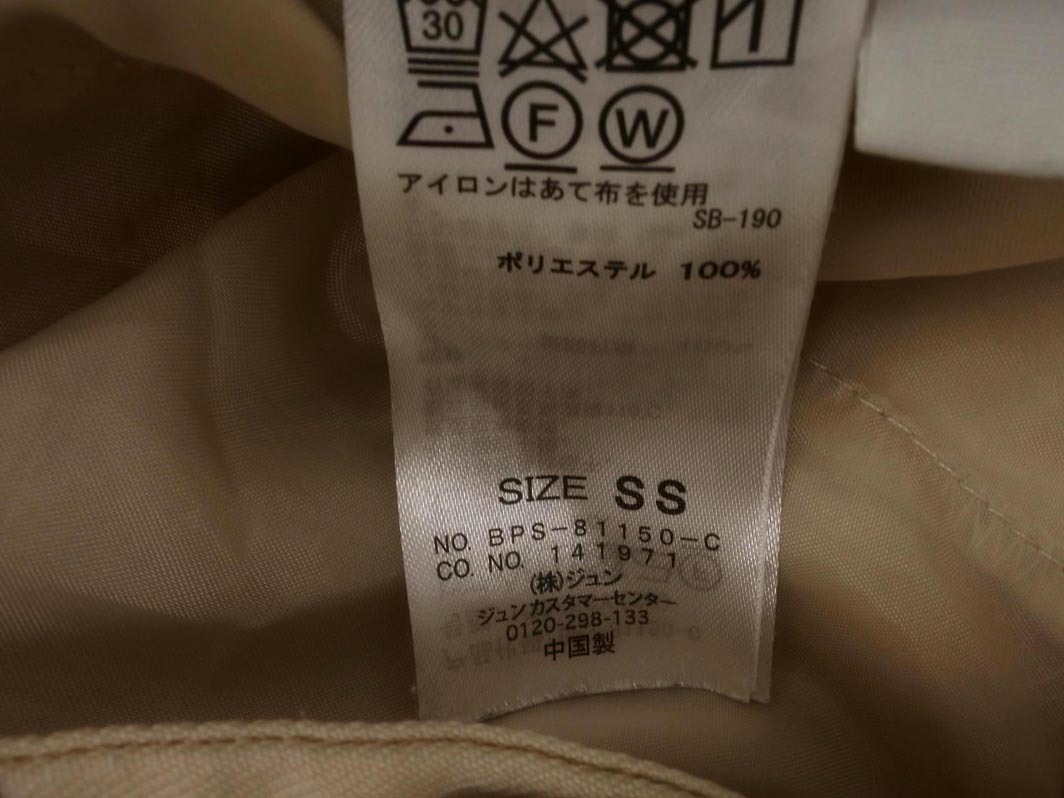 30
F W
アイロンはあて布を使用
SB-190
ポリエステル 100%
SIZE SS
NO. BPS-81150-C
CO. NO. 141971
(株)ジュン
ジュンカスタマーセンター
0120-298-133
中国製